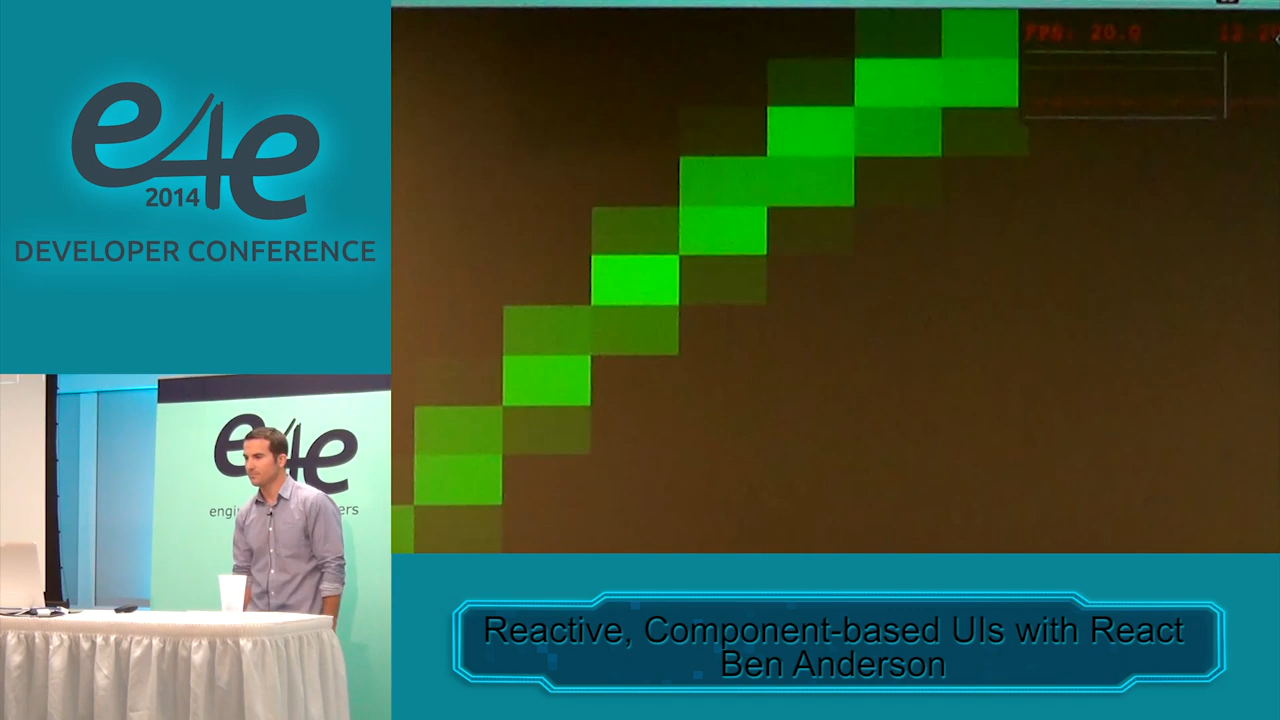 e4e
2014
DEVELOPER CONFERENCE
FPS: 20.0
e4e
Reactive, Component-based UIs with React
Ben Anderson